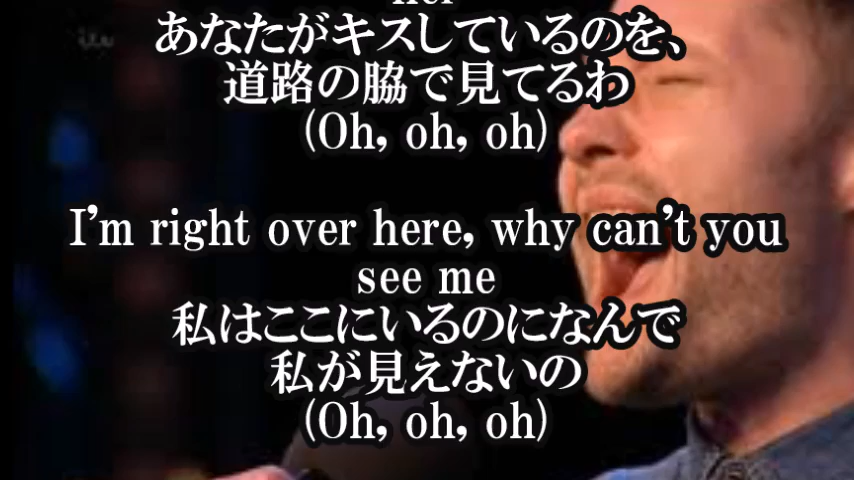 あなたがキスしているのを、
道路の脇で見てるわ
(Oh, oh, oh)
I'm right over here, why can't you
see me
私はここにいるのになんで
私が見えないの
(Oh, oh, oh)